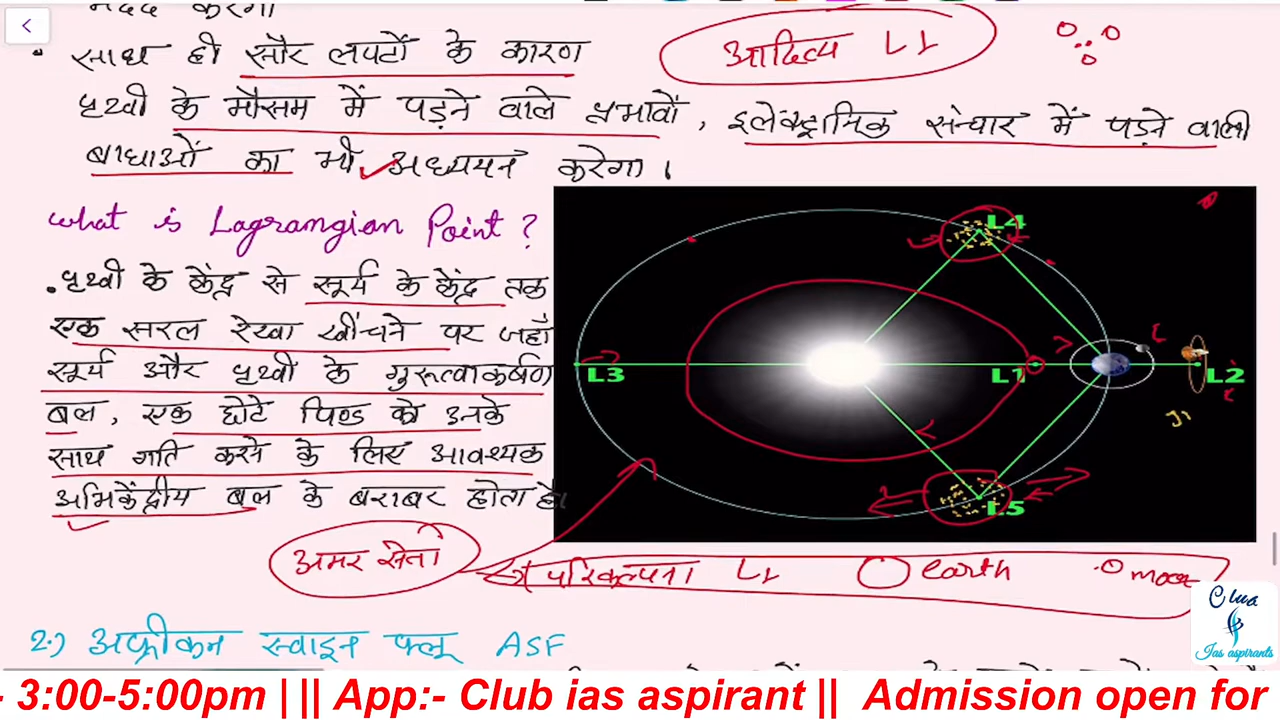 मदद करेगा
• साथ ही सौर लपटों के कारण
आदित्य L1
पृथ्वी के मौसम में पड़ने वाले प्रभावों, इलेक्ट्रानिक संचार में पड़ने वाली
बाधाओं का भी अध्ययन करेगा।
What is Lagrangian Point?
• पृथ्वी के केंद्र से सूर्य के केंद्र तक
एक सरल रेखा खींचने पर जहाँ
सूर्य और पृथ्वी के गुरुत्वाकर्षण
बल, एक छोटे पिण्ड को उनके
साथ गति करने के लिए आवश्यक
अभिकेंद्रीय बल के बराबर होता है।
L4
L3
L1
L2
L5
परिकल्पना L1 earth moon
2.) अफ्रीकन स्वाइन फ्लू ASF
Club
Ias aspirants
- 3:00-5:00pm | || App:- Club ias aspirant || Admission open for